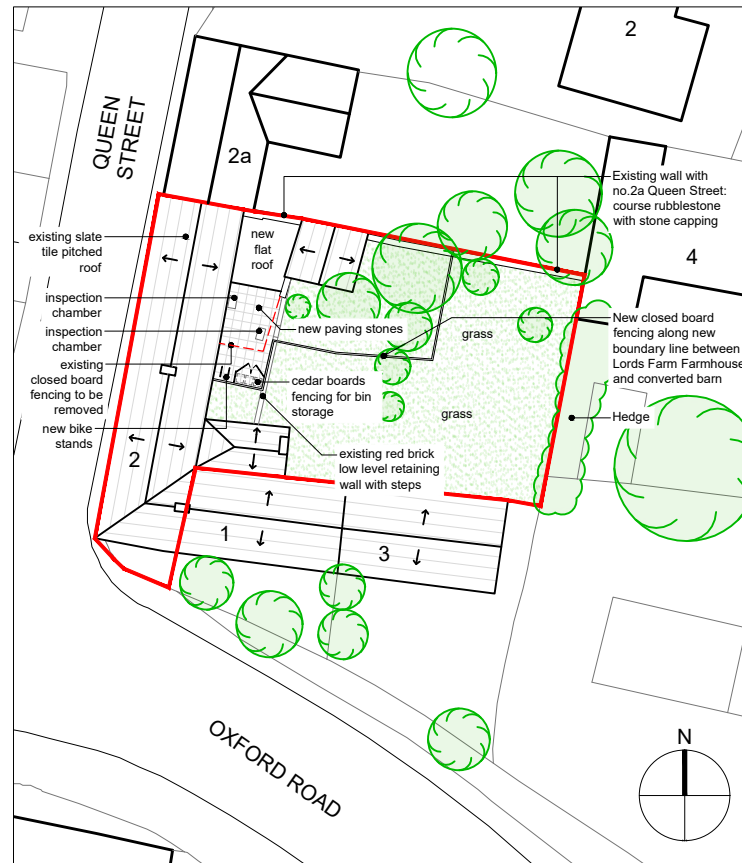 2
QUEEN
STREET
2a
Existing wall with
no.2a Queen Street:
course rubblestone
with stone capping
existing slate
tile pitched
roof
new
flat
roof
4
inspection
chamber
new paving stones
inspection
chamber
grass
New closed board
fencing along new
boundary line between
Lords Farm Farmhouse
and converted barn
existing
closed board
fencing to be
removed
cedar boards
fencing for bin
storage
grass
Hedge
new bike
stands
2
existing red brick
low level retaining
wall with steps
1
3
OXFORD ROAD
N